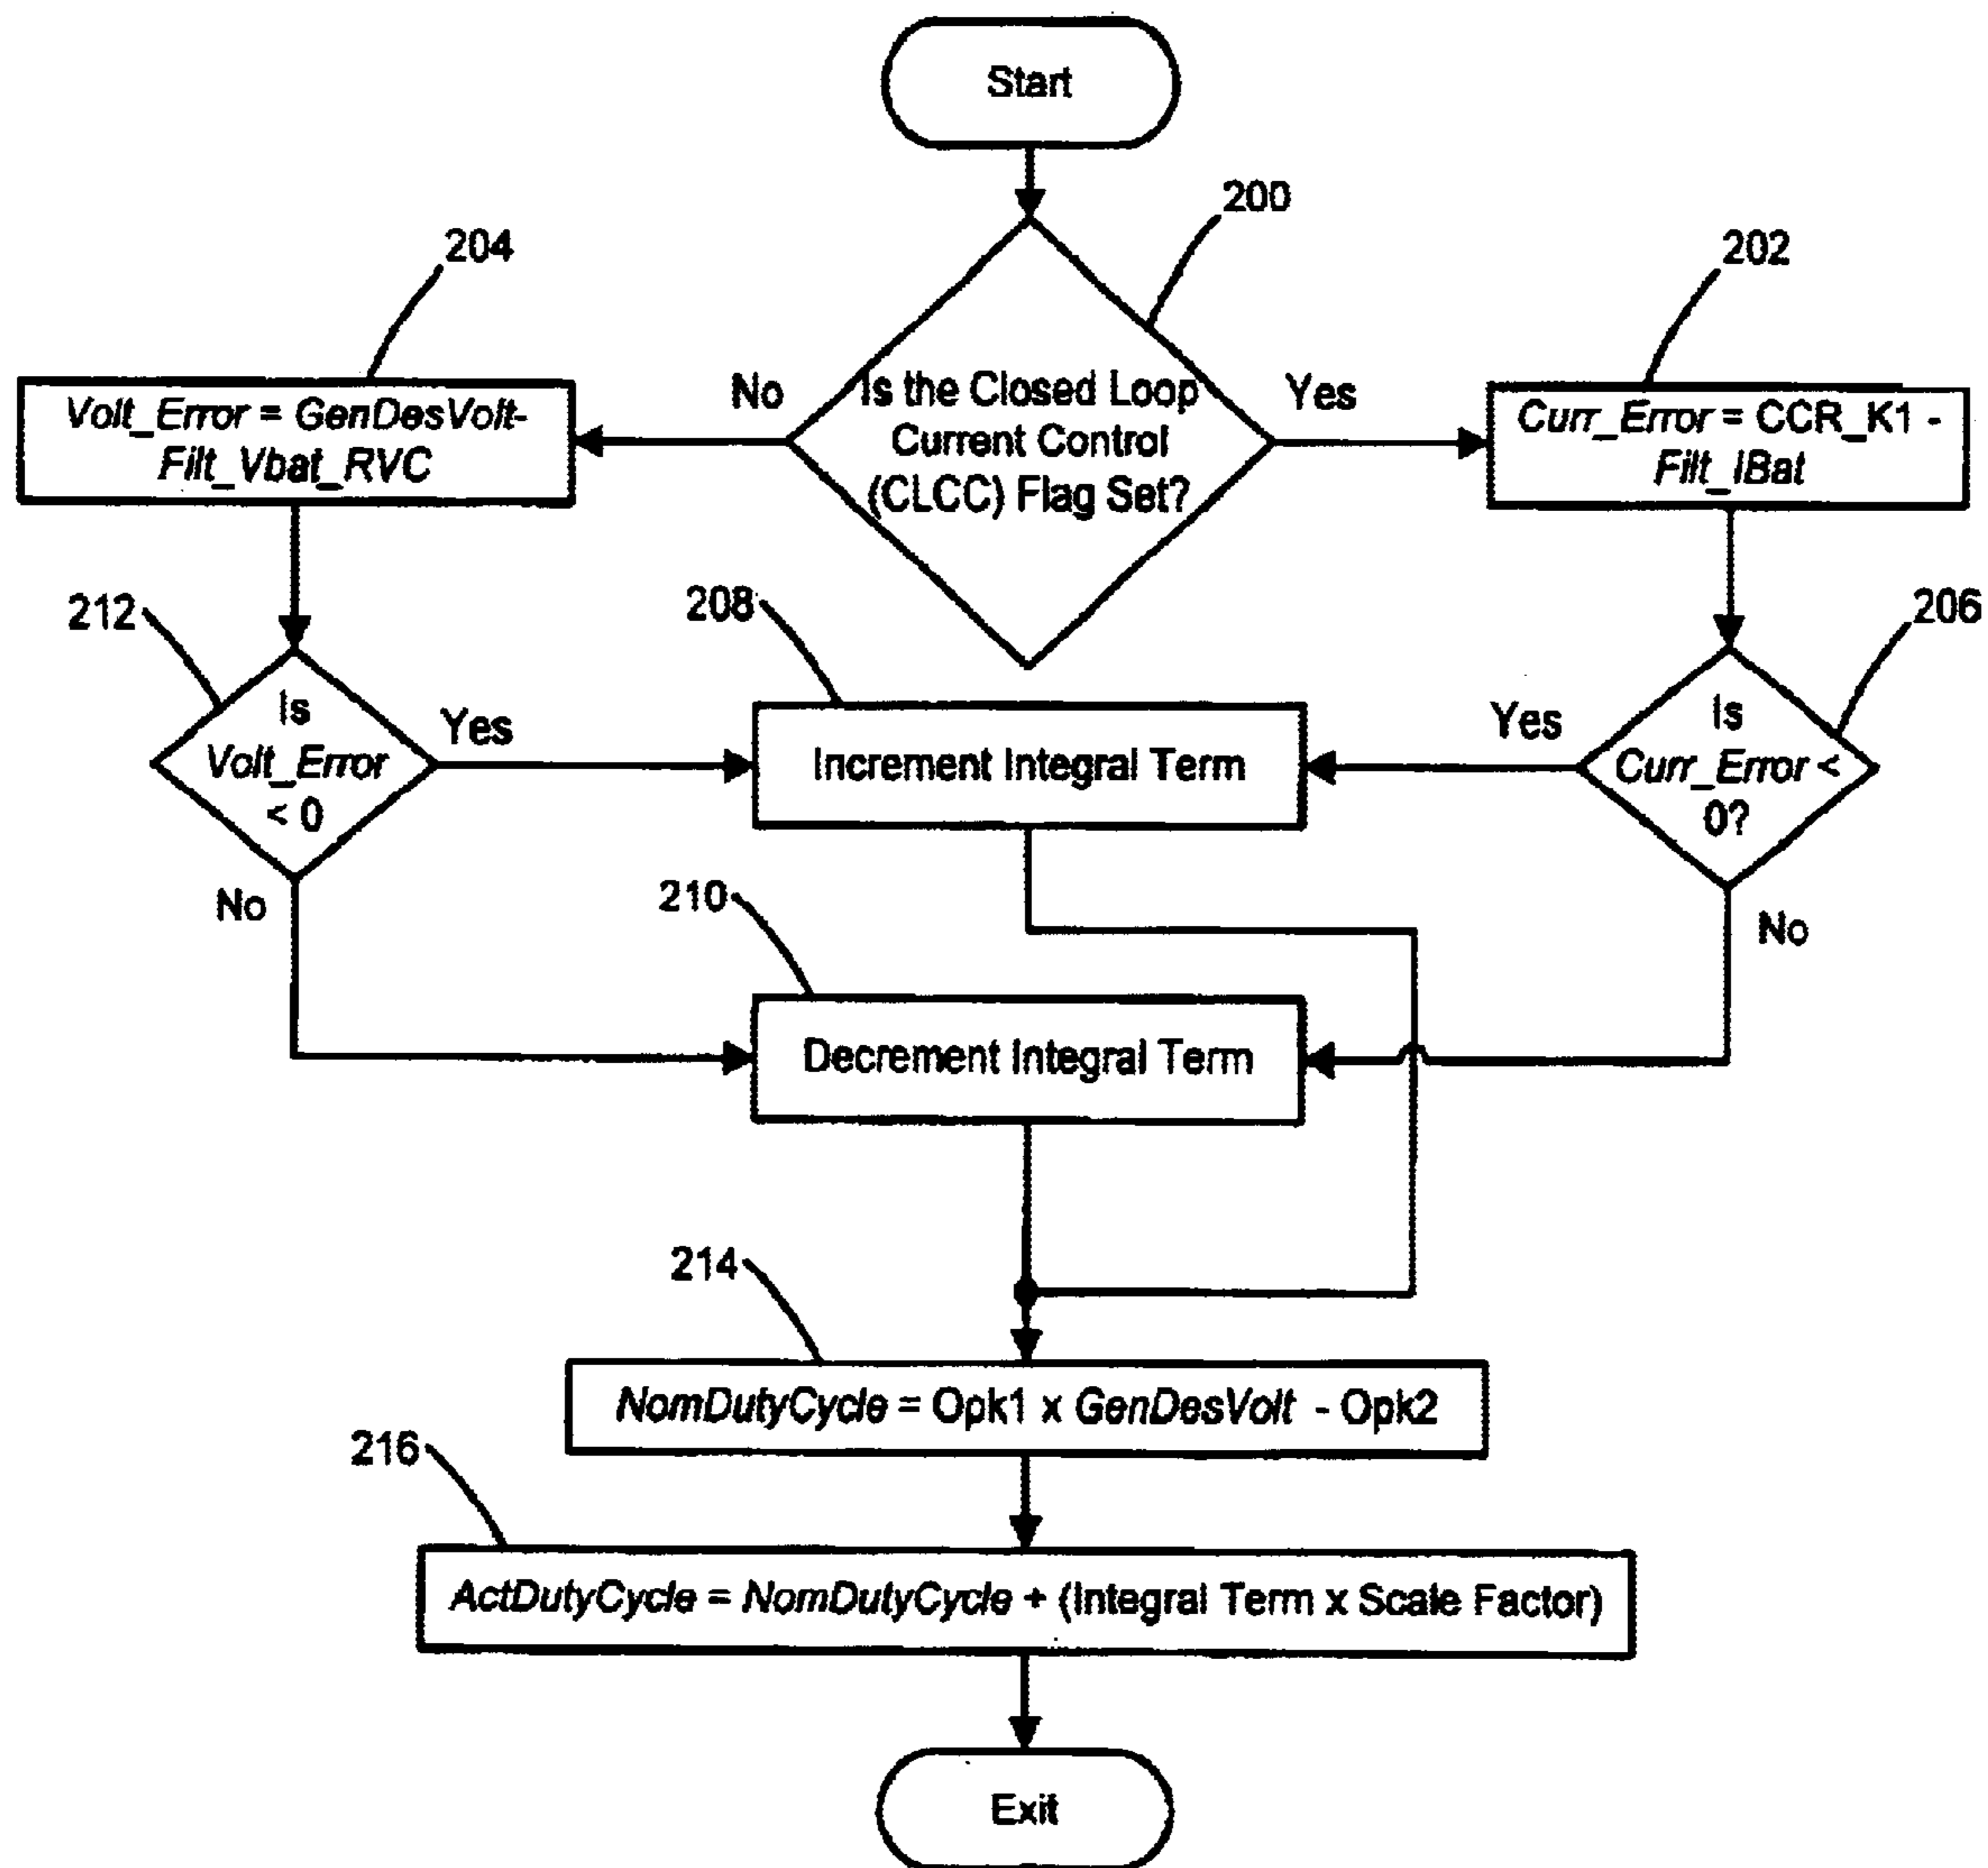 Start
200
204
202
No
Is the Closed Loop
Current Control
(CLCC) Flag Set?
Yes
Volt_Error = GenDesVolt-
Filt_Vbat_RVC
Curr_Error = CCR_K1 -
Filt_IBat
212
208
206
Is
Volt_Error
< 0
Yes
Increment Integral Term
Yes
Is
Curr_Error <
0?
No
210
No
Decrement Integral Term
214
NomDutyCycle = Opk1 x GenDesVolt - Opk2
216
ActDutyCycle = NomDutyCycle + (Integral Term x Scale Factor)
Exit